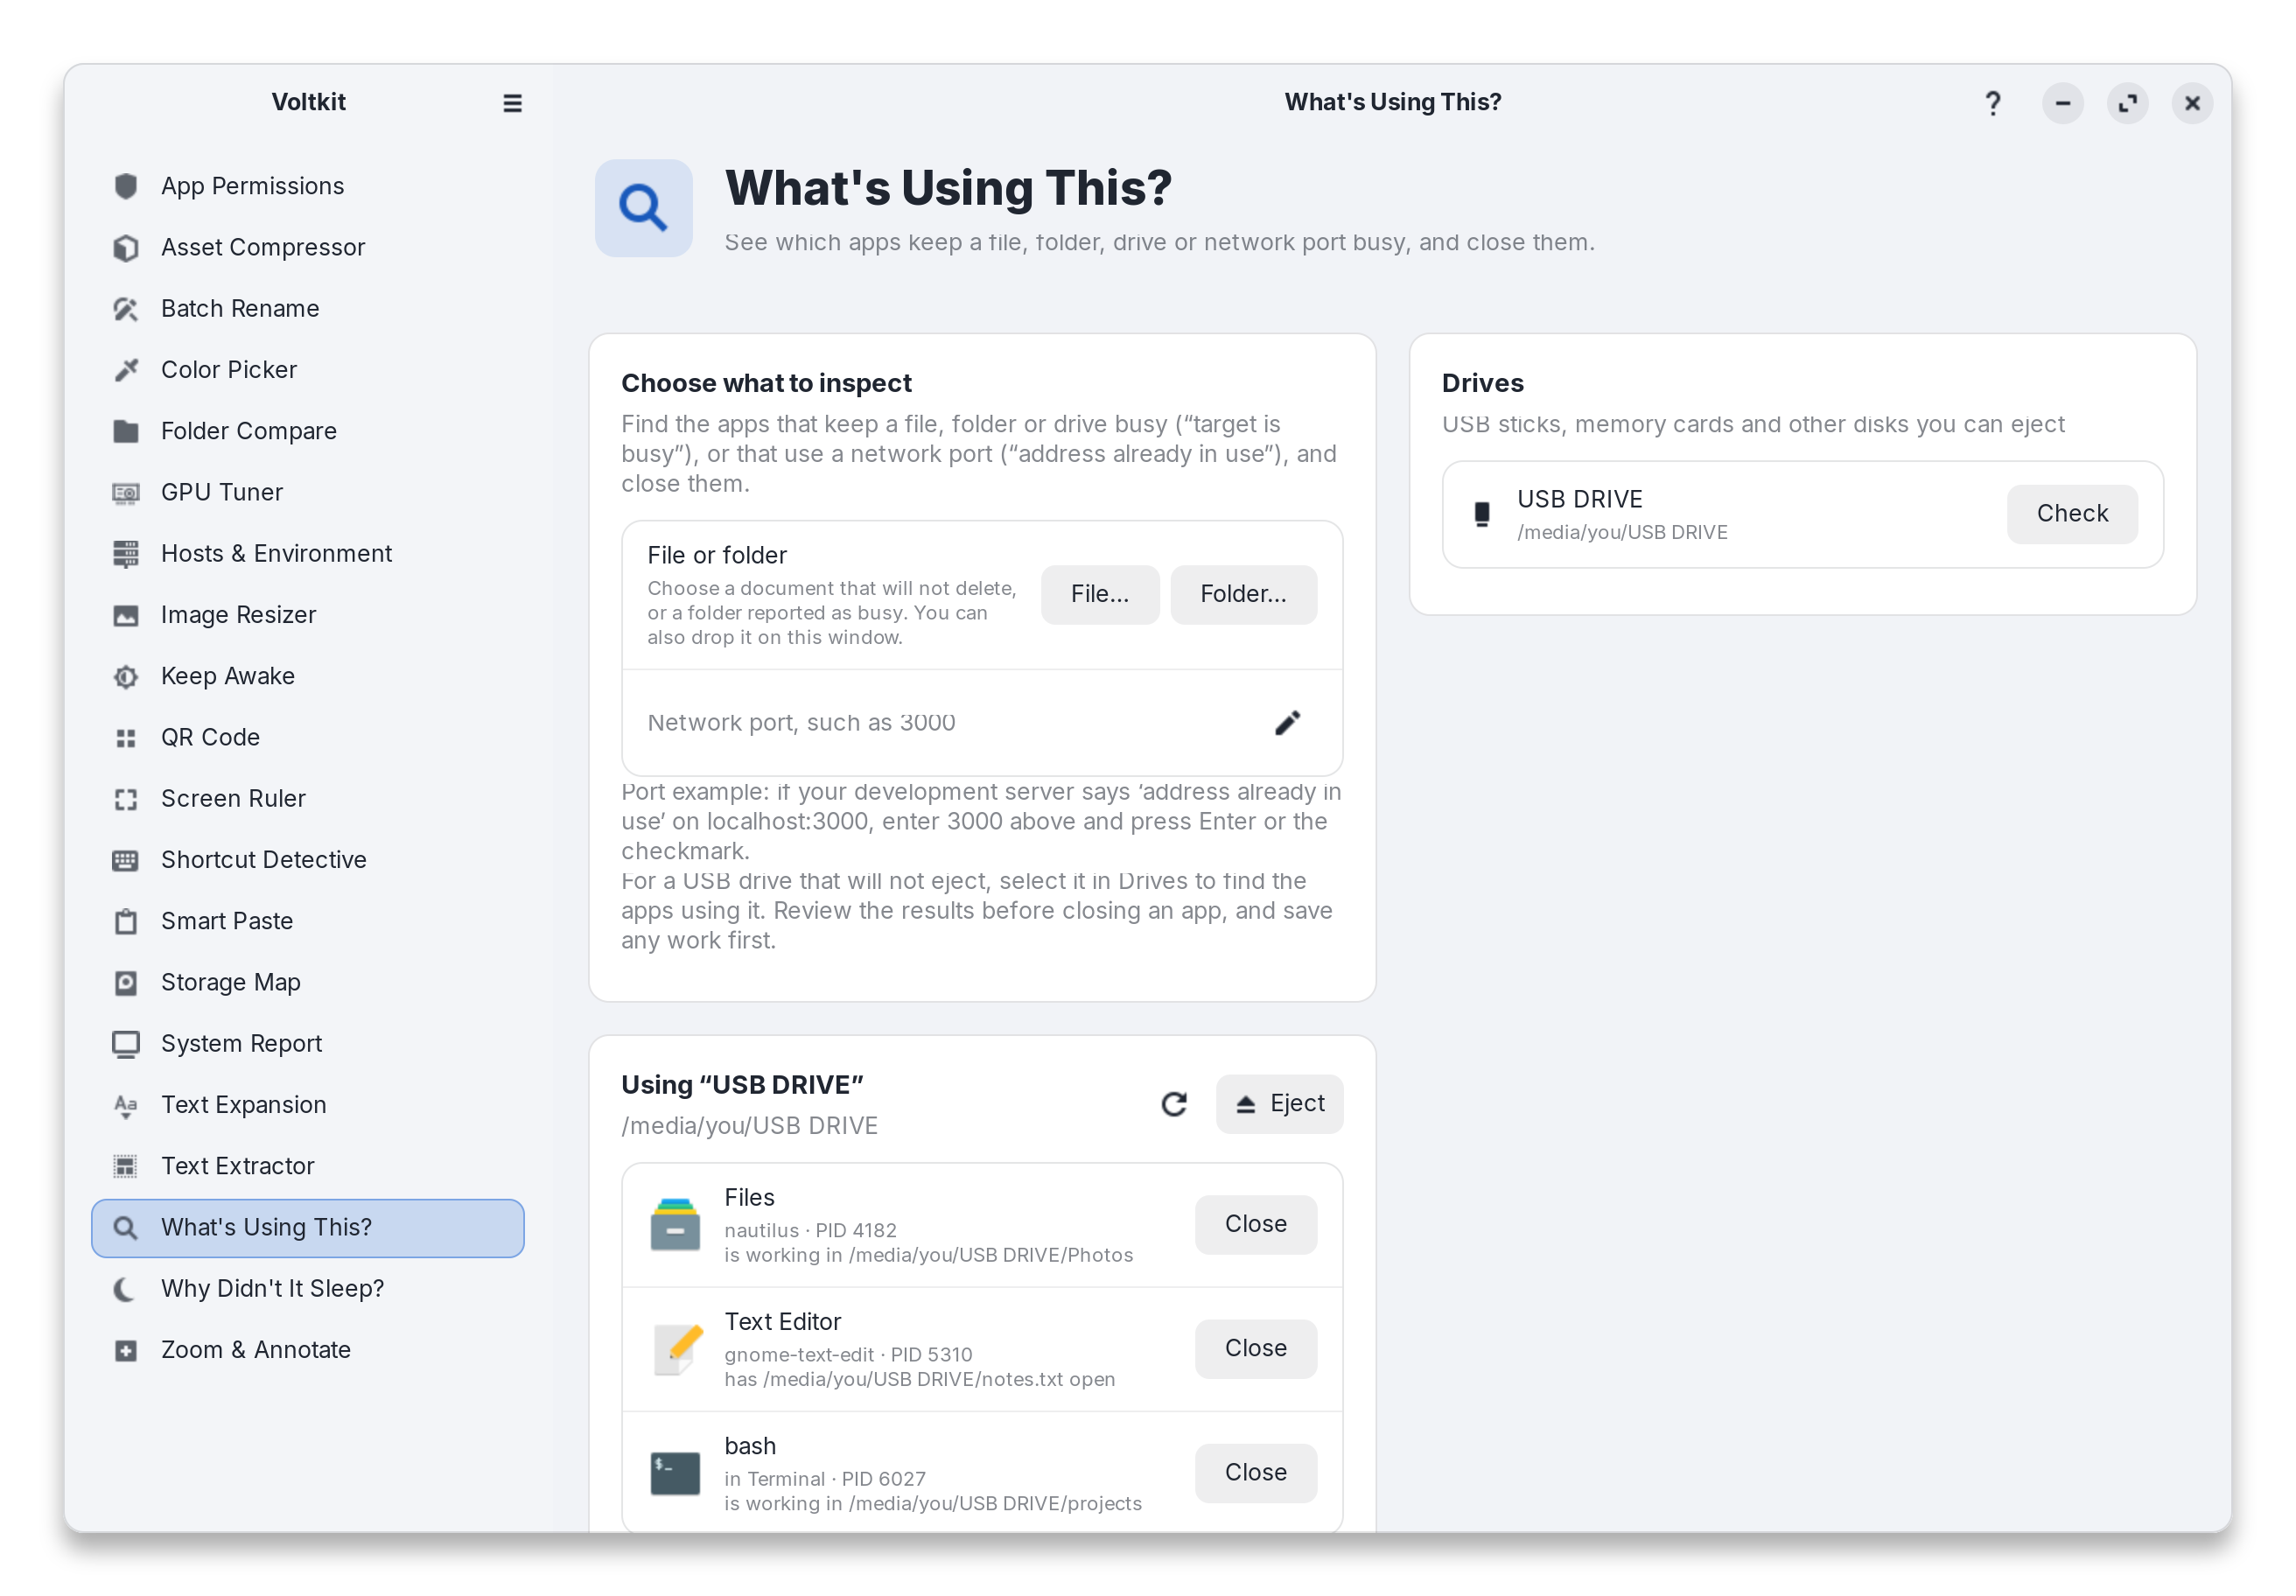 Voltkit
What's Using This?
App Permissions
Asset Compressor
Batch Rename
Color Picker
Folder Compare
GPU Tuner
Hosts & Environment
Image Resizer
Keep Awake
QR Code
Screen Ruler
Shortcut Detective
Smart Paste
Storage Map
System Report
Text Expansion
Text Extractor
What's Using This?
Why Didn't It Sleep?
Zoom & Annotate
What's Using This?
See which apps keep a file, folder, drive or network port busy, and close them.
Choose what to inspect
Find the apps that keep a file, folder or drive busy (“target is
busy”), or that use a network port (“address already in use”), and
close them.
File or folder
Choose a document that will not delete,
or a folder reported as busy. You can
also drop it on this window.
File...
Folder...
Network port, such as 3000
Port example: if your development server says ‘address already in
use’ on localhost:3000, enter 3000 above and press Enter or the
checkmark.
For a USB drive that will not eject, select it in Drives to find the
apps using it. Review the results before closing an app, and save
any work first.
Drives
USB sticks, memory cards and other disks you can eject
USB DRIVE
/media/you/USB DRIVE
Check
Using “USB DRIVE”
/media/you/USB DRIVE
Eject
Files
nautilus · PID 4182
is working in /media/you/USB DRIVE/Photos
Close
Text Editor
gnome-text-edit · PID 5310
has /media/you/USB DRIVE/notes.txt open
Close
bash
in Terminal · PID 6027
is working in /media/you/USB DRIVE/projects
Close